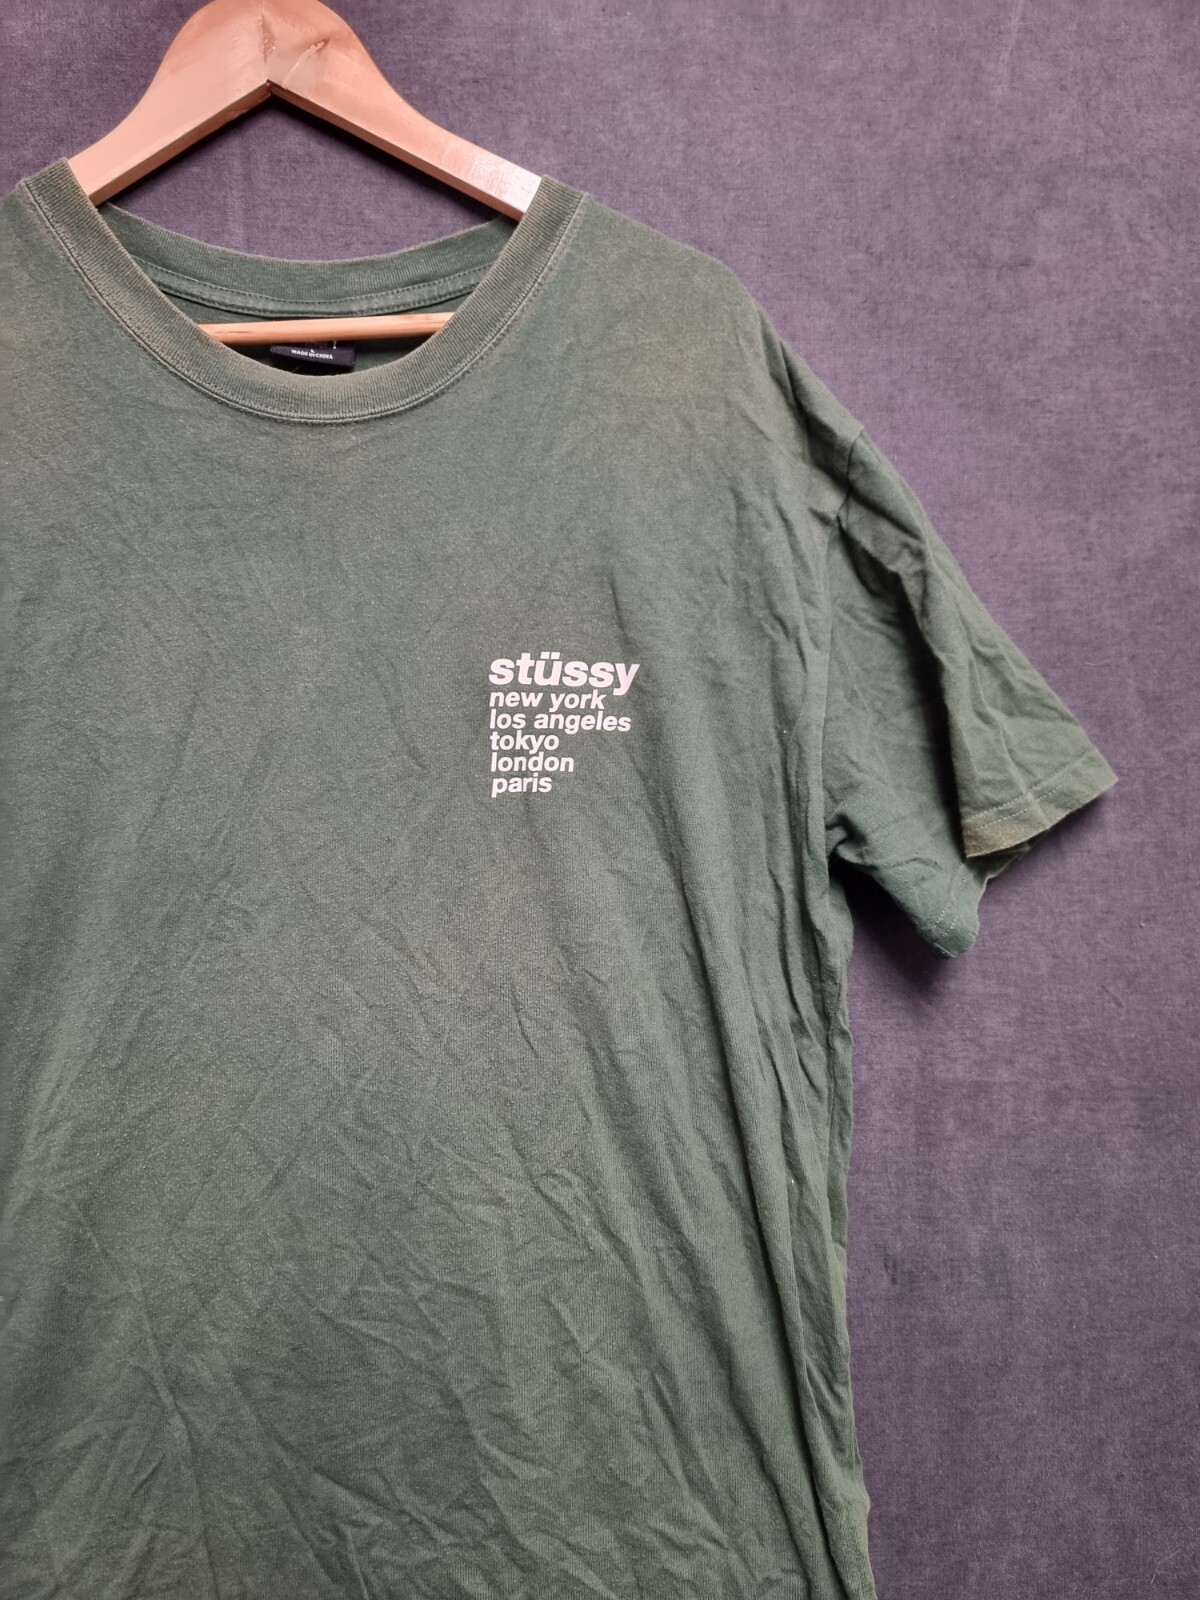 L
MADE IN CHINA
stüssy
new york
los angeles
tokyo
london
paris